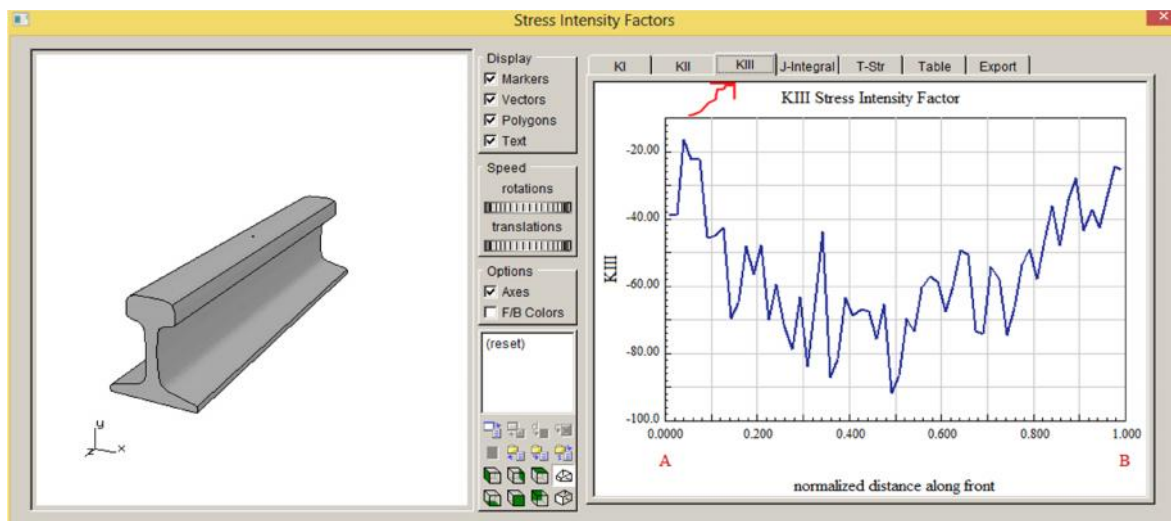 Stress Intensity Factors
Display
Markers
Vectors
Polygons
Text
Speed
rotations
translations
Options
Axes
F/B Colors
(reset)
y
z
x
KI
KII
KIII
J-Integral
T-Str
Table
Export
KIII Stress Intensity Factor
-20.00
-40.00
-60.00
-80.00
-100.0
KIII
0.0000
0.200
0.400
0.600
0.800
1.000
A
B
normalized distance along front